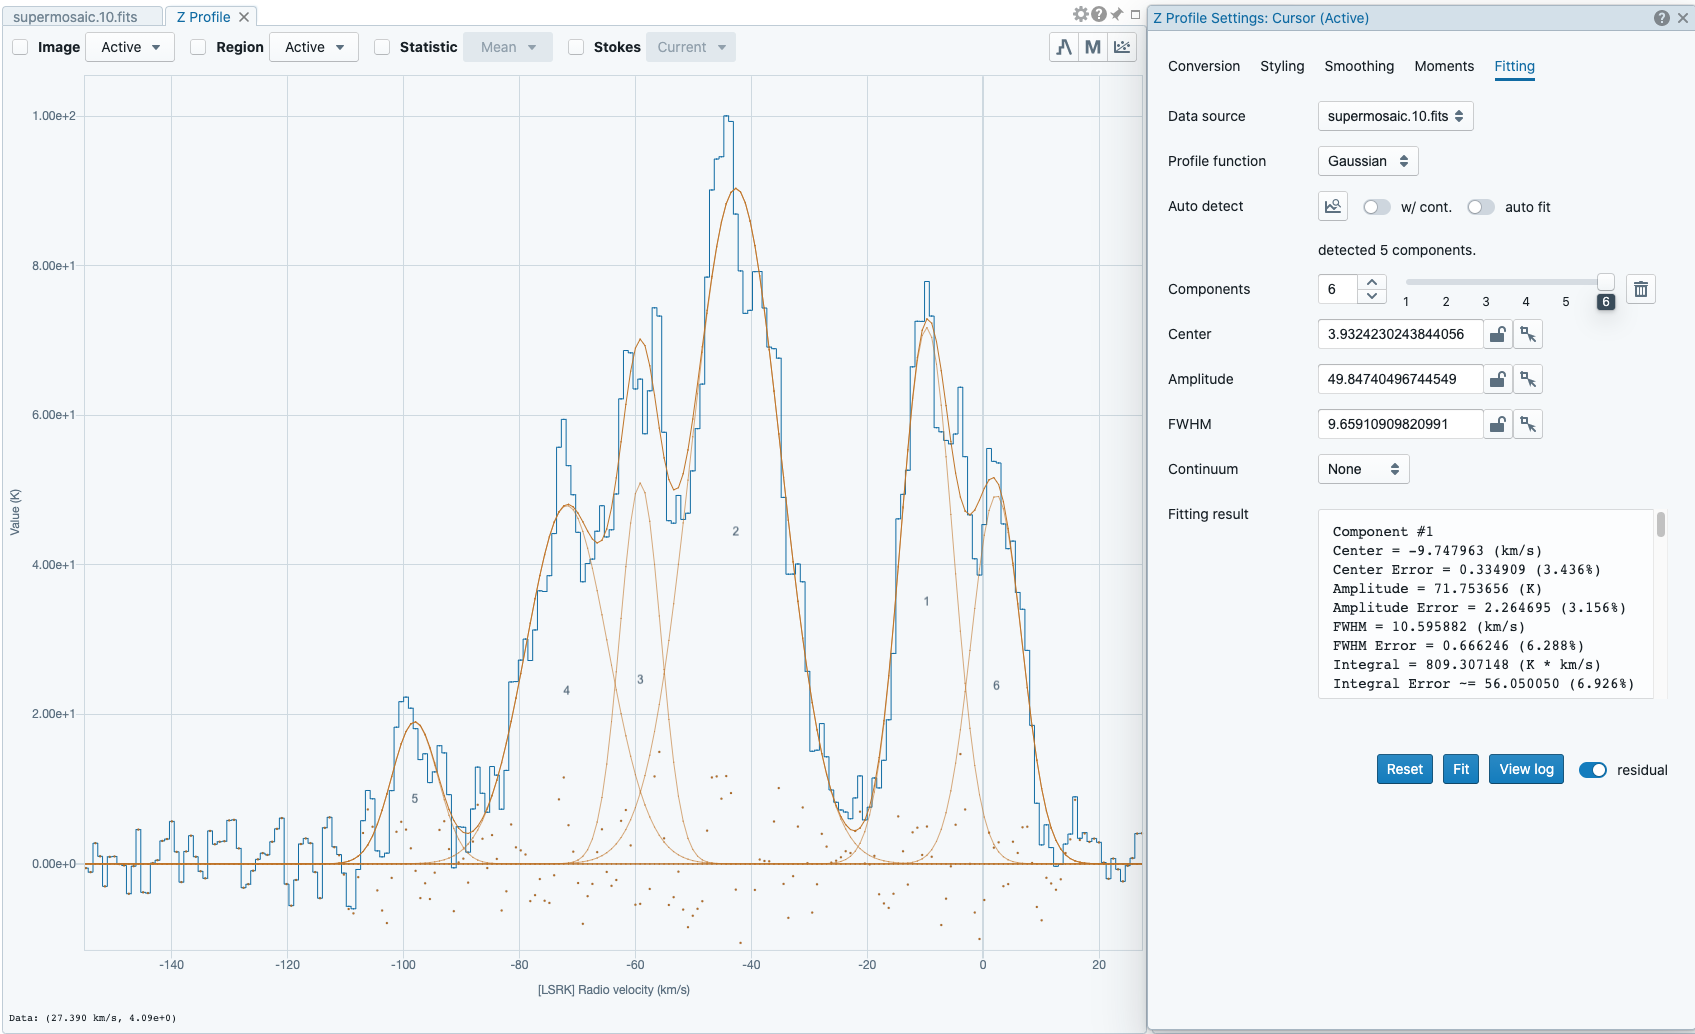 supermosaic.10.fits
Z Profile
Image Active Region Active Statistic Mean Stokes Current
M
1.00e+2
8.00e+1
6.00e+1
4.00e+1
2.00e+1
0.00e+0
Value (K)
1
2
3
4
5
6
-140 -120 -100 -80 -60 -40 -20 0 20
[LSRK] Radio velocity (km/s)
Data: (27.390 km/s, 4.09e+0)
Z Profile Settings: Cursor (Active)
Conversion Styling Smoothing Moments Fitting
Data source supermosaic.10.fits
Profile function Gaussian
Auto detect w/ cont. auto fit
detected 5 components.
Components 6 1 2 3 4 5 6
Center 3.9324230243844056
Amplitude 49.84740496744549
FWHM 9.65910909820991
Continuum None
Fitting result
Component #1
Center = -9.747963 (km/s)
Center Error = 0.334909 (3.436%)
Amplitude = 71.753656 (K)
Amplitude Error = 2.264695 (3.156%)
FWHM = 10.595882 (km/s)
FWHM Error = 0.666246 (6.288%)
Integral = 809.307148 (K * km/s)
Integral Error ~= 56.050050 (6.926%)
Reset Fit View log residual